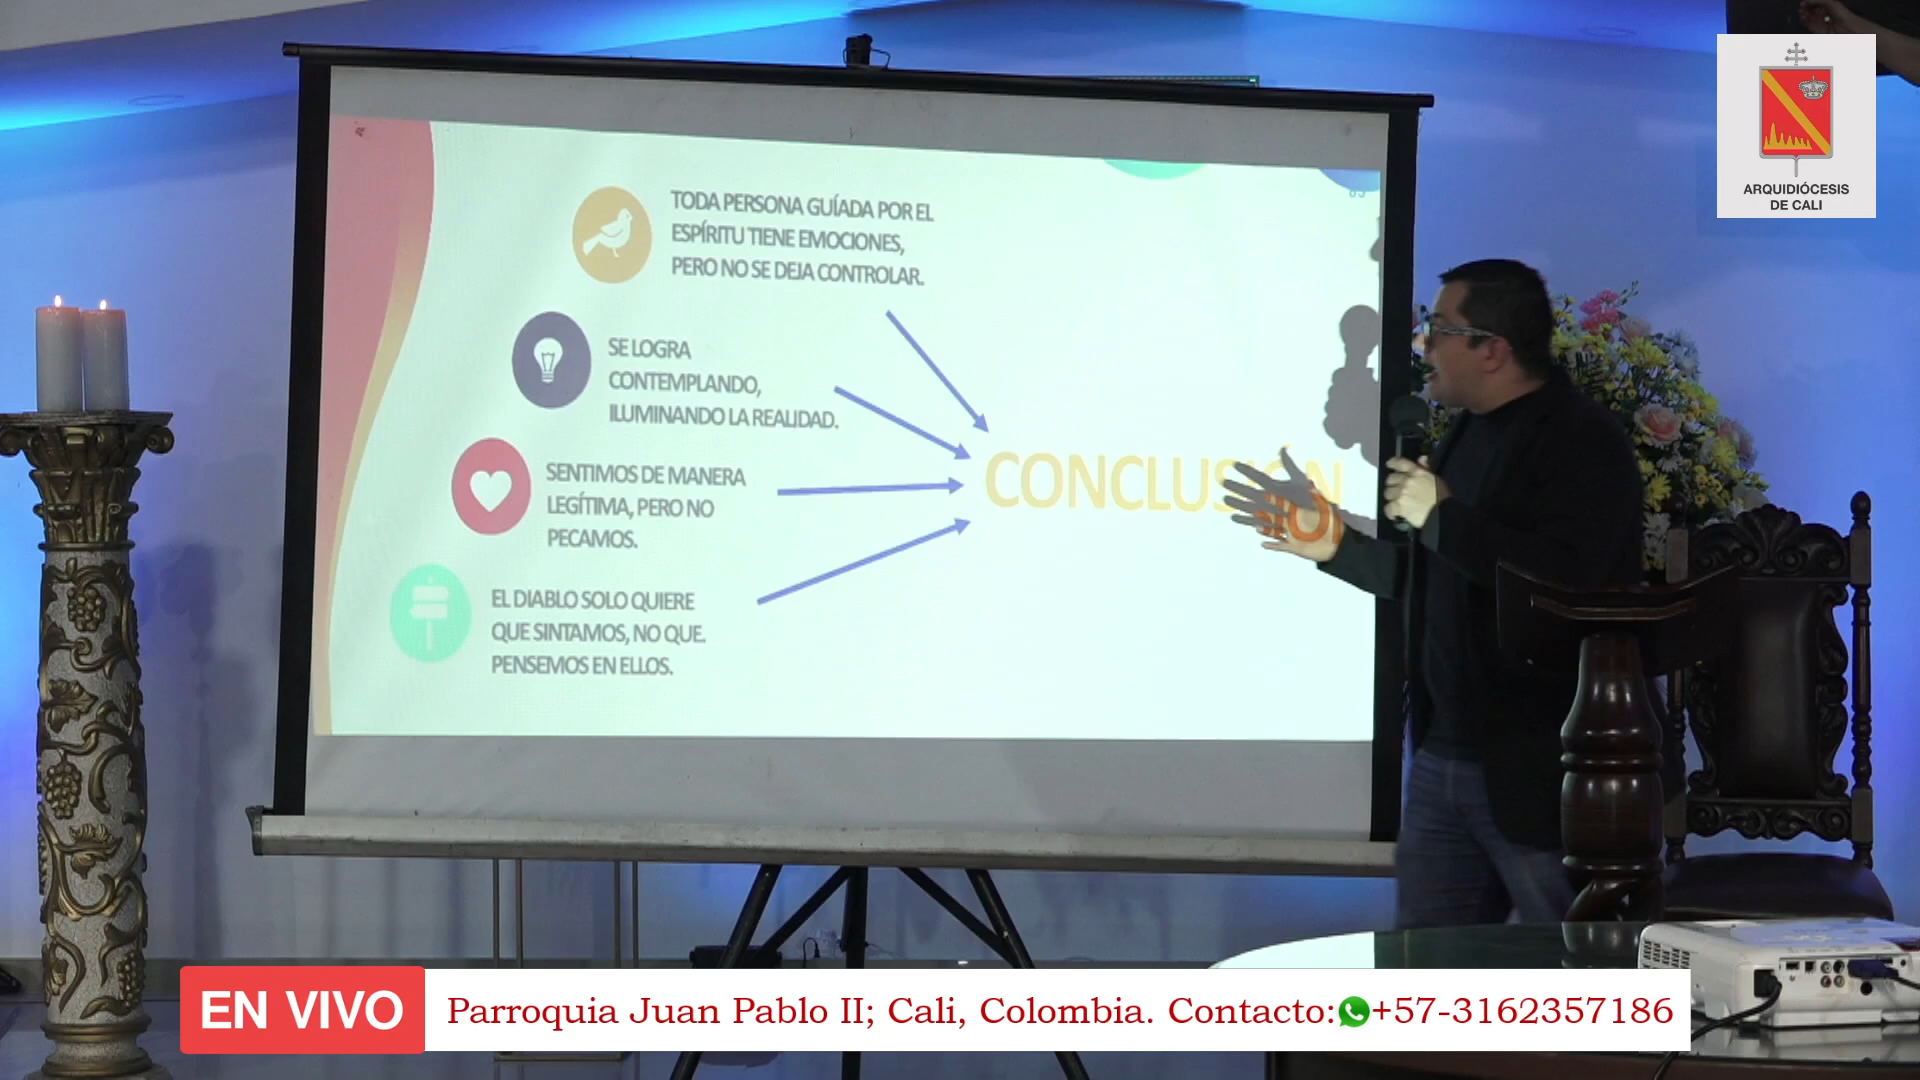 TODA PERSONA GUÍADA POR EL
ESPÍRITU TIENE EMOCIONES,
PERO NO SE DEJA CONTROLAR.
SE LOGRA
CONTEMPLANDO,
ILUMINANDO LA REALIDAD.
SENTIMOS DE MANERA
LEGÍTIMA, PERO NO
PECAMOS.
EL DIABLO SOLO QUIERE
QUE SINTAMOS, NO QUE.
PENSEMOS EN ELLOS.
CONCLUSIÓN
ARQUIDIÓCESIS
DE CALI
EN VIVO
Parroquia Juan Pablo II; Cali, Colombia. Contacto:+57-3162357186